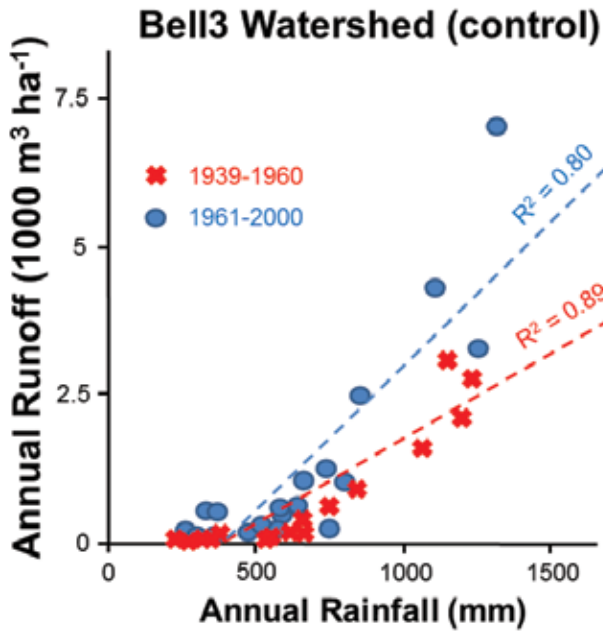 Bell3 Watershed (control)
Annual Runoff (1000 m³ ha⁻¹)
7.5
5
2.5
0
1939-1960
1961-2000
R² = 0.80
R² = 0.89
0
500
1000
1500
Annual Rainfall (mm)